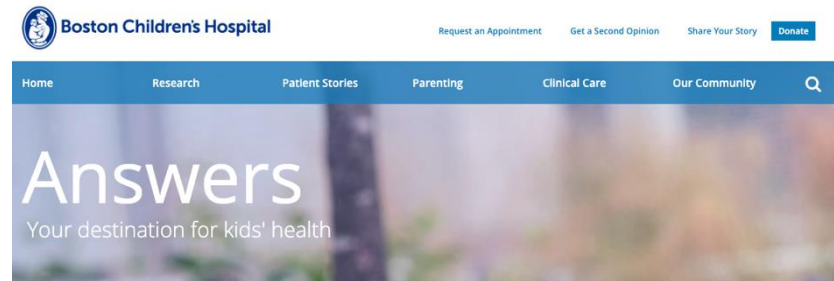 Boston Children's Hospital
Request an Appointment Get a Second Opinion Share Your Story Donate
Home Research Patient Stories Parenting Clinical Care Our Community
Answers
Your destination for kids' health